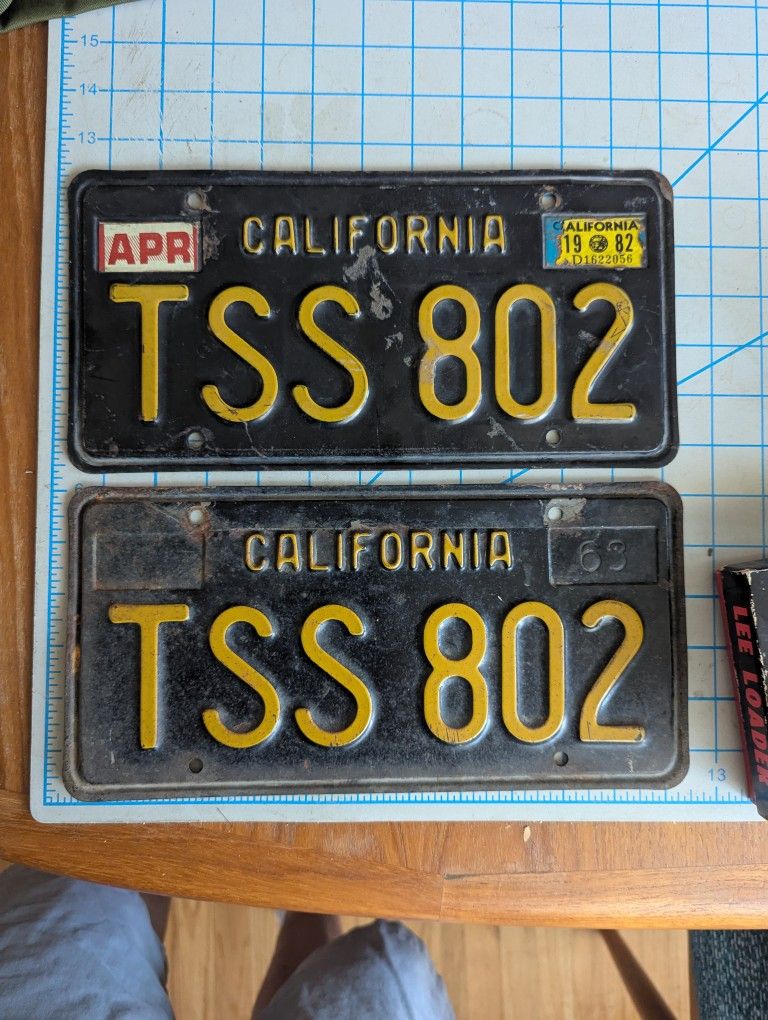 15
14
13
CALIFORNIA
APR
CALIFORNIA
19 82
D1622056
TSS 802
CALIFORNIA
63
TSS 802
LEE LOADER
13